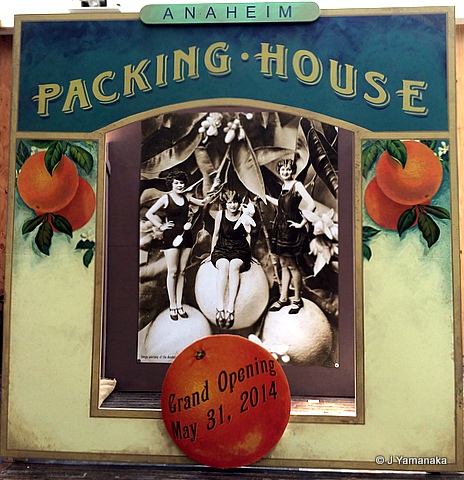 ANAHEIM
PACKING·HOUSE
Grand Opening
May 31, 2014
© J Yamanaka